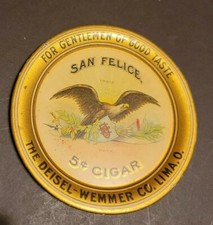 FOR GENTLEMEN OF GOOD TASTE
SAN FELICE
5¢ CIGAR
THE DEISEL-WEMMER CO. LIMA, O.